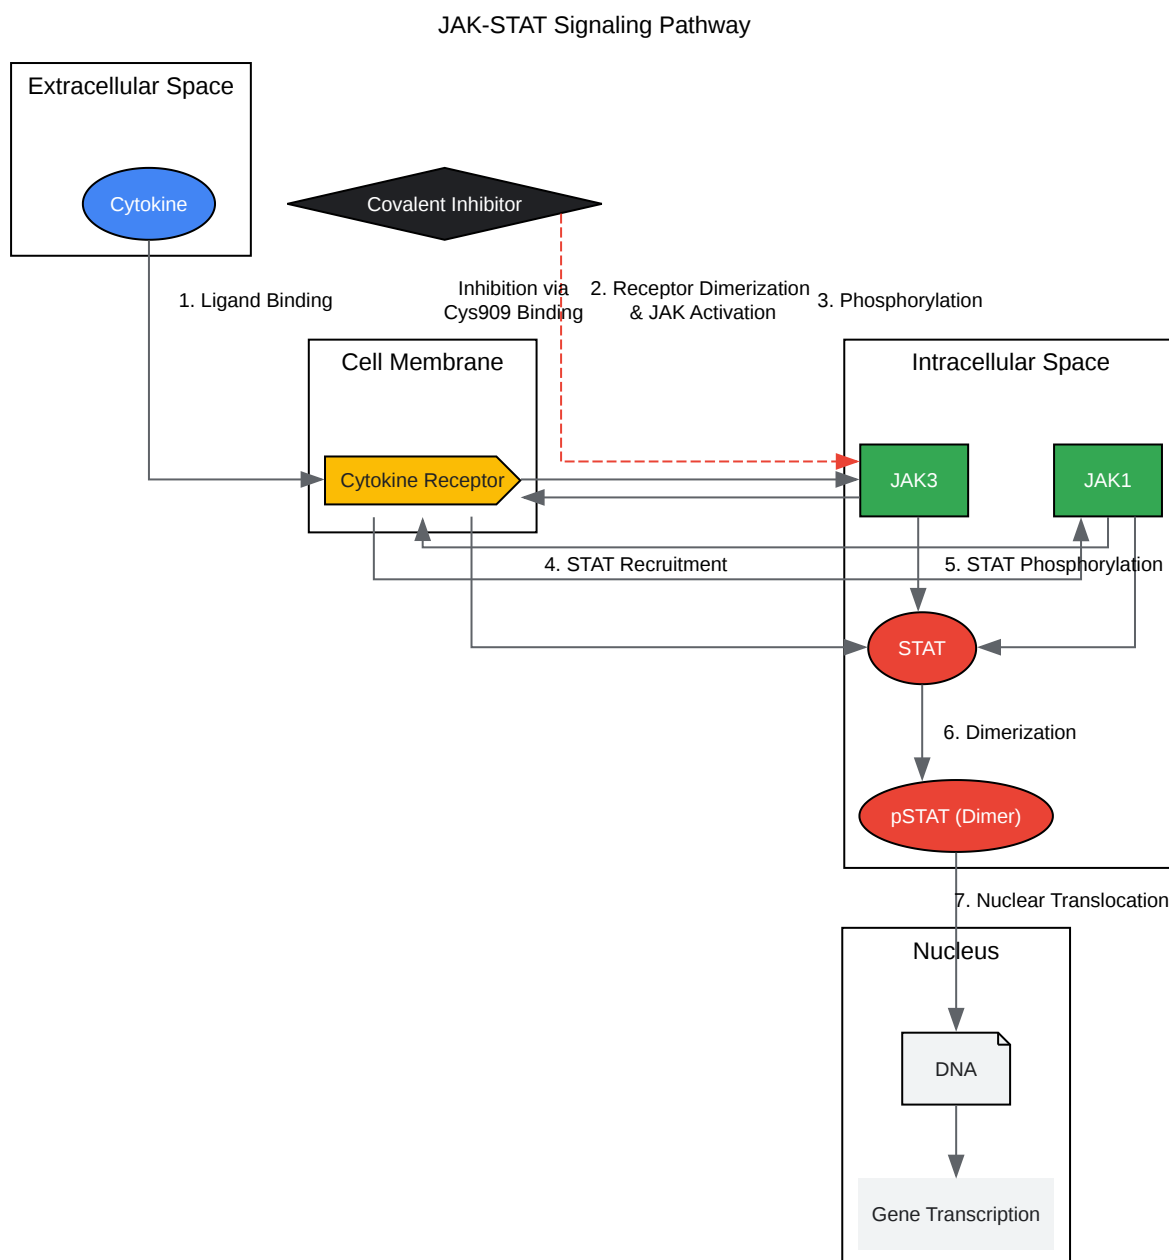 JAK-STAT Signaling Pathway
Extracellular Space
Cytokine
Covalent Inhibitor
1. Ligand Binding
Inhibition via
Cys909 Binding
2. Receptor Dimerization
& JAK Activation
3. Phosphorylation
Cell Membrane
Intracellular Space
Cytokine Receptor
JAK3
JAK1
4. STAT Recruitment
5. STAT Phosphorylation
STAT
6. Dimerization
pSTAT (Dimer)
7. Nuclear Translocation
Nucleus
DNA
Gene Transcription